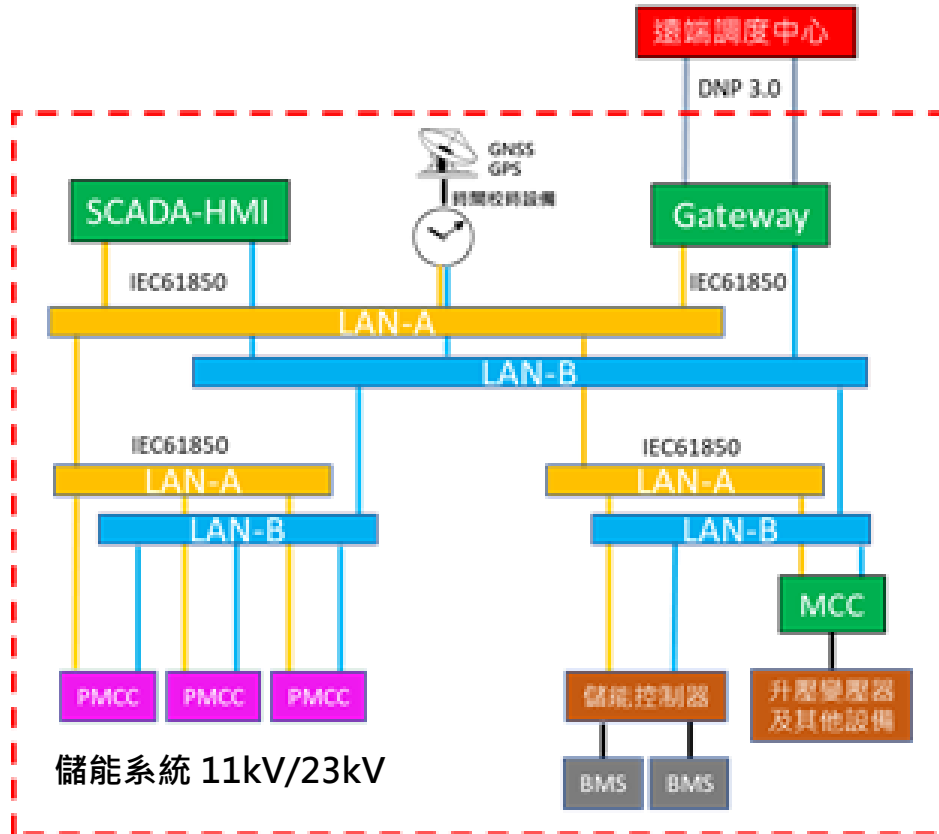 遠端調度中心
DNP 3.0
GNSS
GPS
時間校時設備
SCADA-HMI
Gateway
IEC61850
IEC61850
LAN-A
LAN-B
IEC61850
IEC61850
LAN-A
LAN-A
LAN-B
LAN-B
MCC
PMCC
PMCC
PMCC
儲能控制器
升壓變壓器
及其他設備
儲能系統 11kV/23kV
BMS
BMS